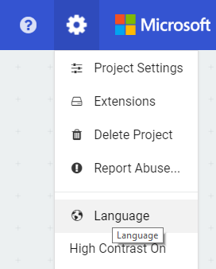 ?
Microsoft
Project Settings
Extensions
Delete Project
Report Abuse...
Language
Language
High Contrast On